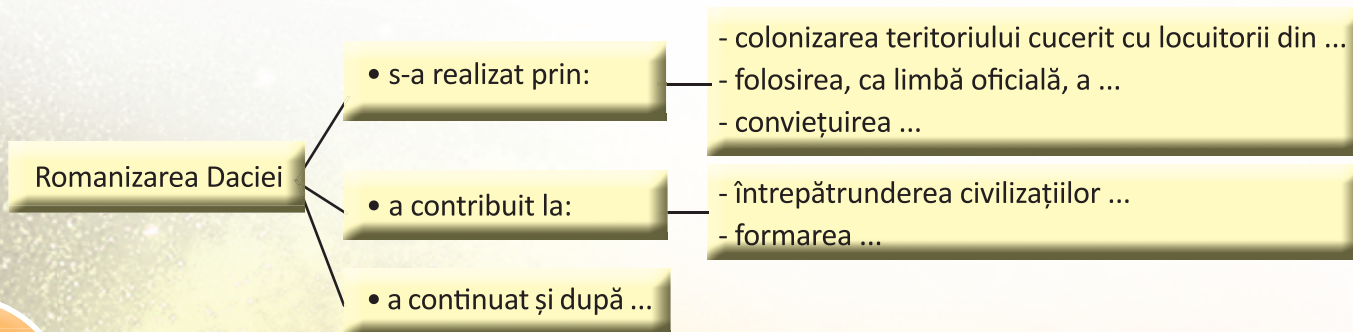 Romanizarea Daciei
• s-a realizat prin:
- colonizarea teritoriului cucerit cu locuitorii din ...
- folosirea, ca limbă oficială, a ...
- conviețuirea ...
• a contribuit la:
- întrepătrunderea civilizațiilor ...
- formarea ...
• a continuat și după ...